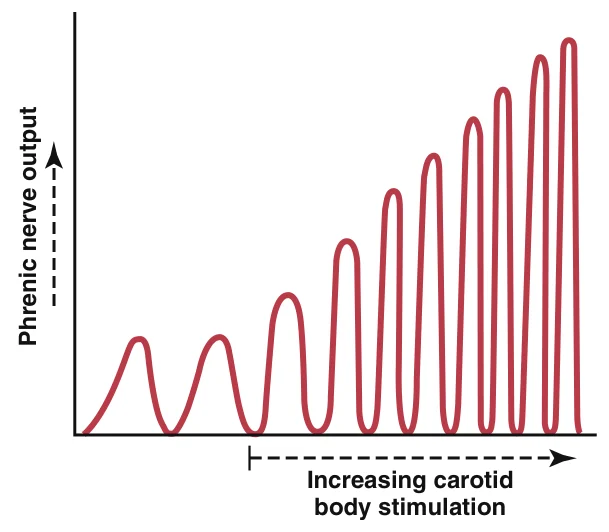 Phrenic nerve output
Increasing carotid
body stimulation